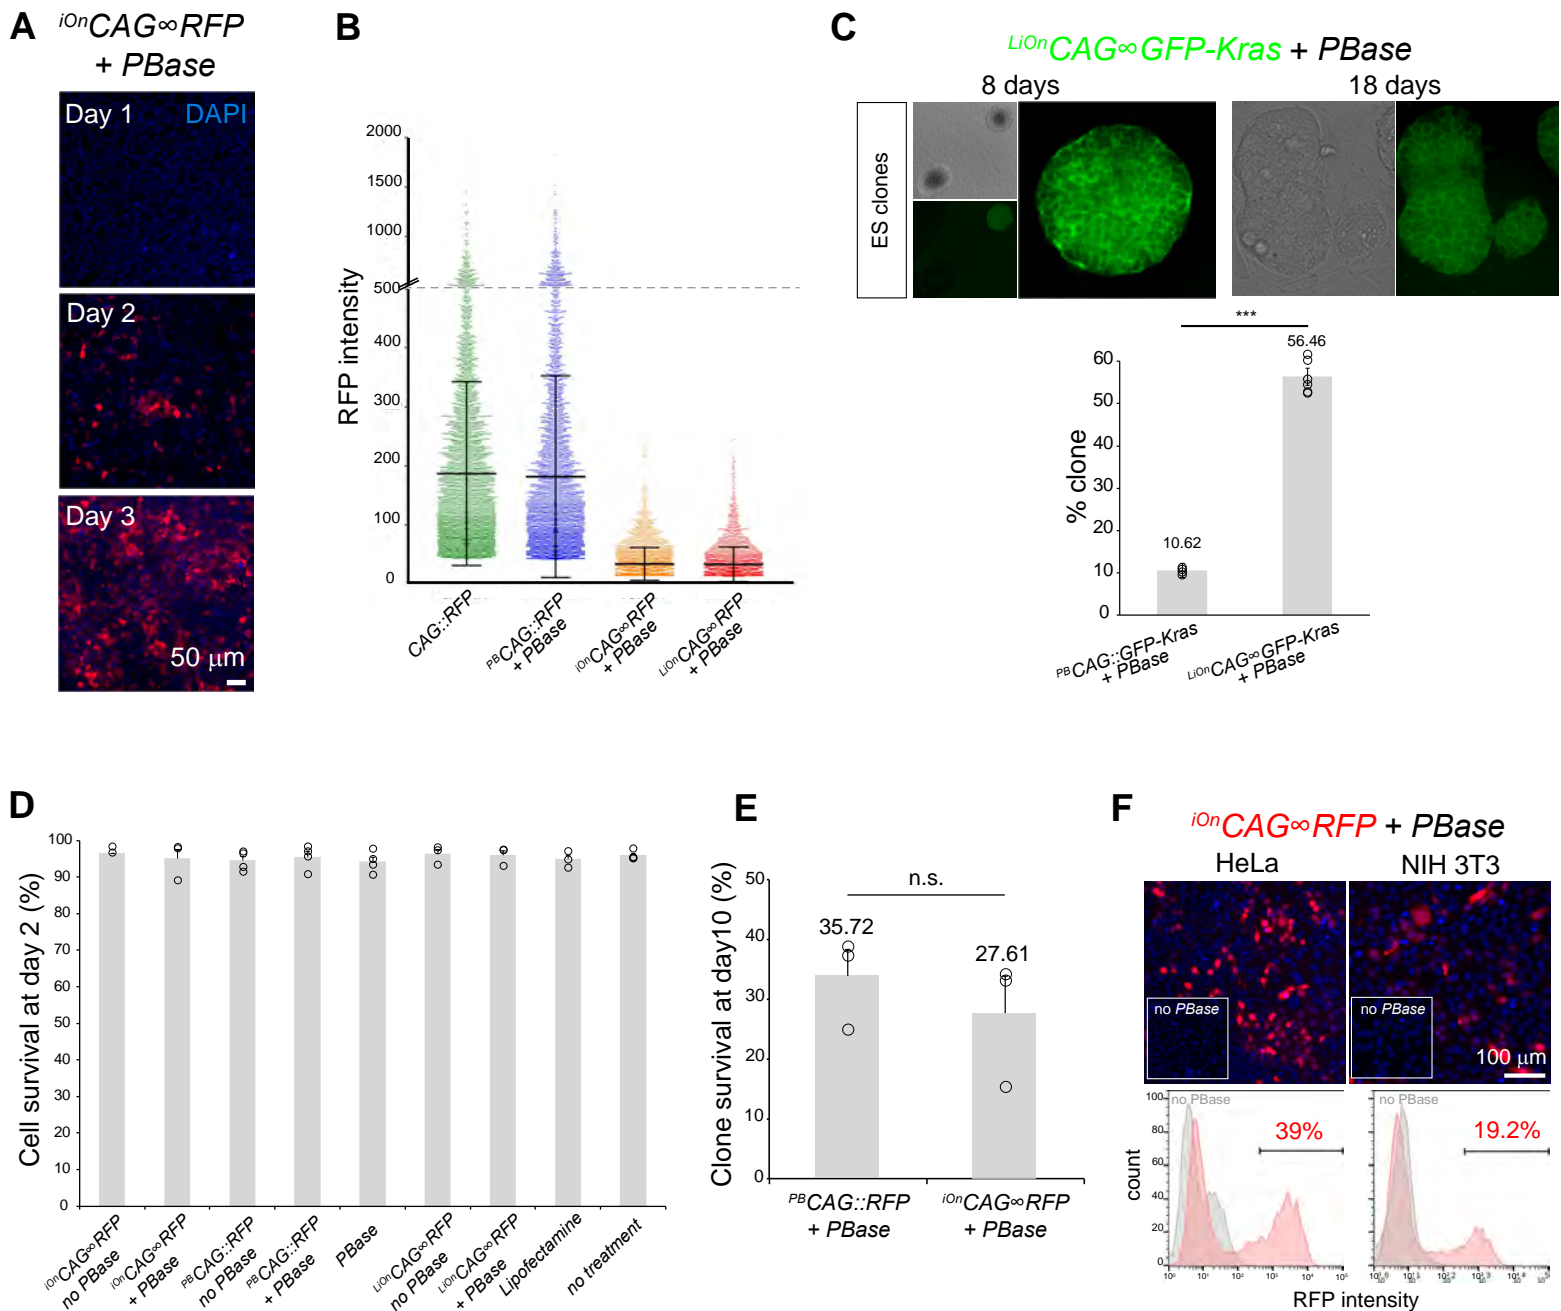 A
iOnCAG∞RFP
+ PBase
Day 1
DAPI
Day 2
Day 3
50 μm
B
RFP intensity
2000
1500
1000
500
400
300
200
100
0
CAG::RFP
PBCAG::RFP
+ PBase
iOnCAG∞RFP
+ PBase
LiOnCAG∞RFP
+ PBase
C
LiOnCAG∞GFP-Kras + PBase
8 days
18 days
ES clones
***
56.46
10.62
% clone
60
50
40
30
20
10
0
PBCAG::GFP-Kras
+ PBase
LiOnCAG∞GFP-Kras
+ PBase
D
Cell survival at day 2 (%)
100
90
80
70
60
50
40
30
20
10
0
iOnCAG∞RFP
no PBase
iOnCAG∞RFP
+ PBase
PBCAG::RFP
no PBase
PBCAG::RFP
+ PBase
PBase
LiOnCAG∞RFP
no PBase
LiOnCAG∞RFP
+ PBase
Lipofectamine
no treatment
E
Clone survival at day10 (%)
50
40
30
20
10
0
n.s.
35.72
27.61
PBCAG::RFP
+ PBase
iOnCAG∞RFP
+ PBase
F
iOnCAG∞RFP + PBase
HeLa
NIH 3T3
no PBase
no PBase
100 μm
count
100
80
60
40
20
0
no PBase
39%
no PBase
19.2%
RFP intensity